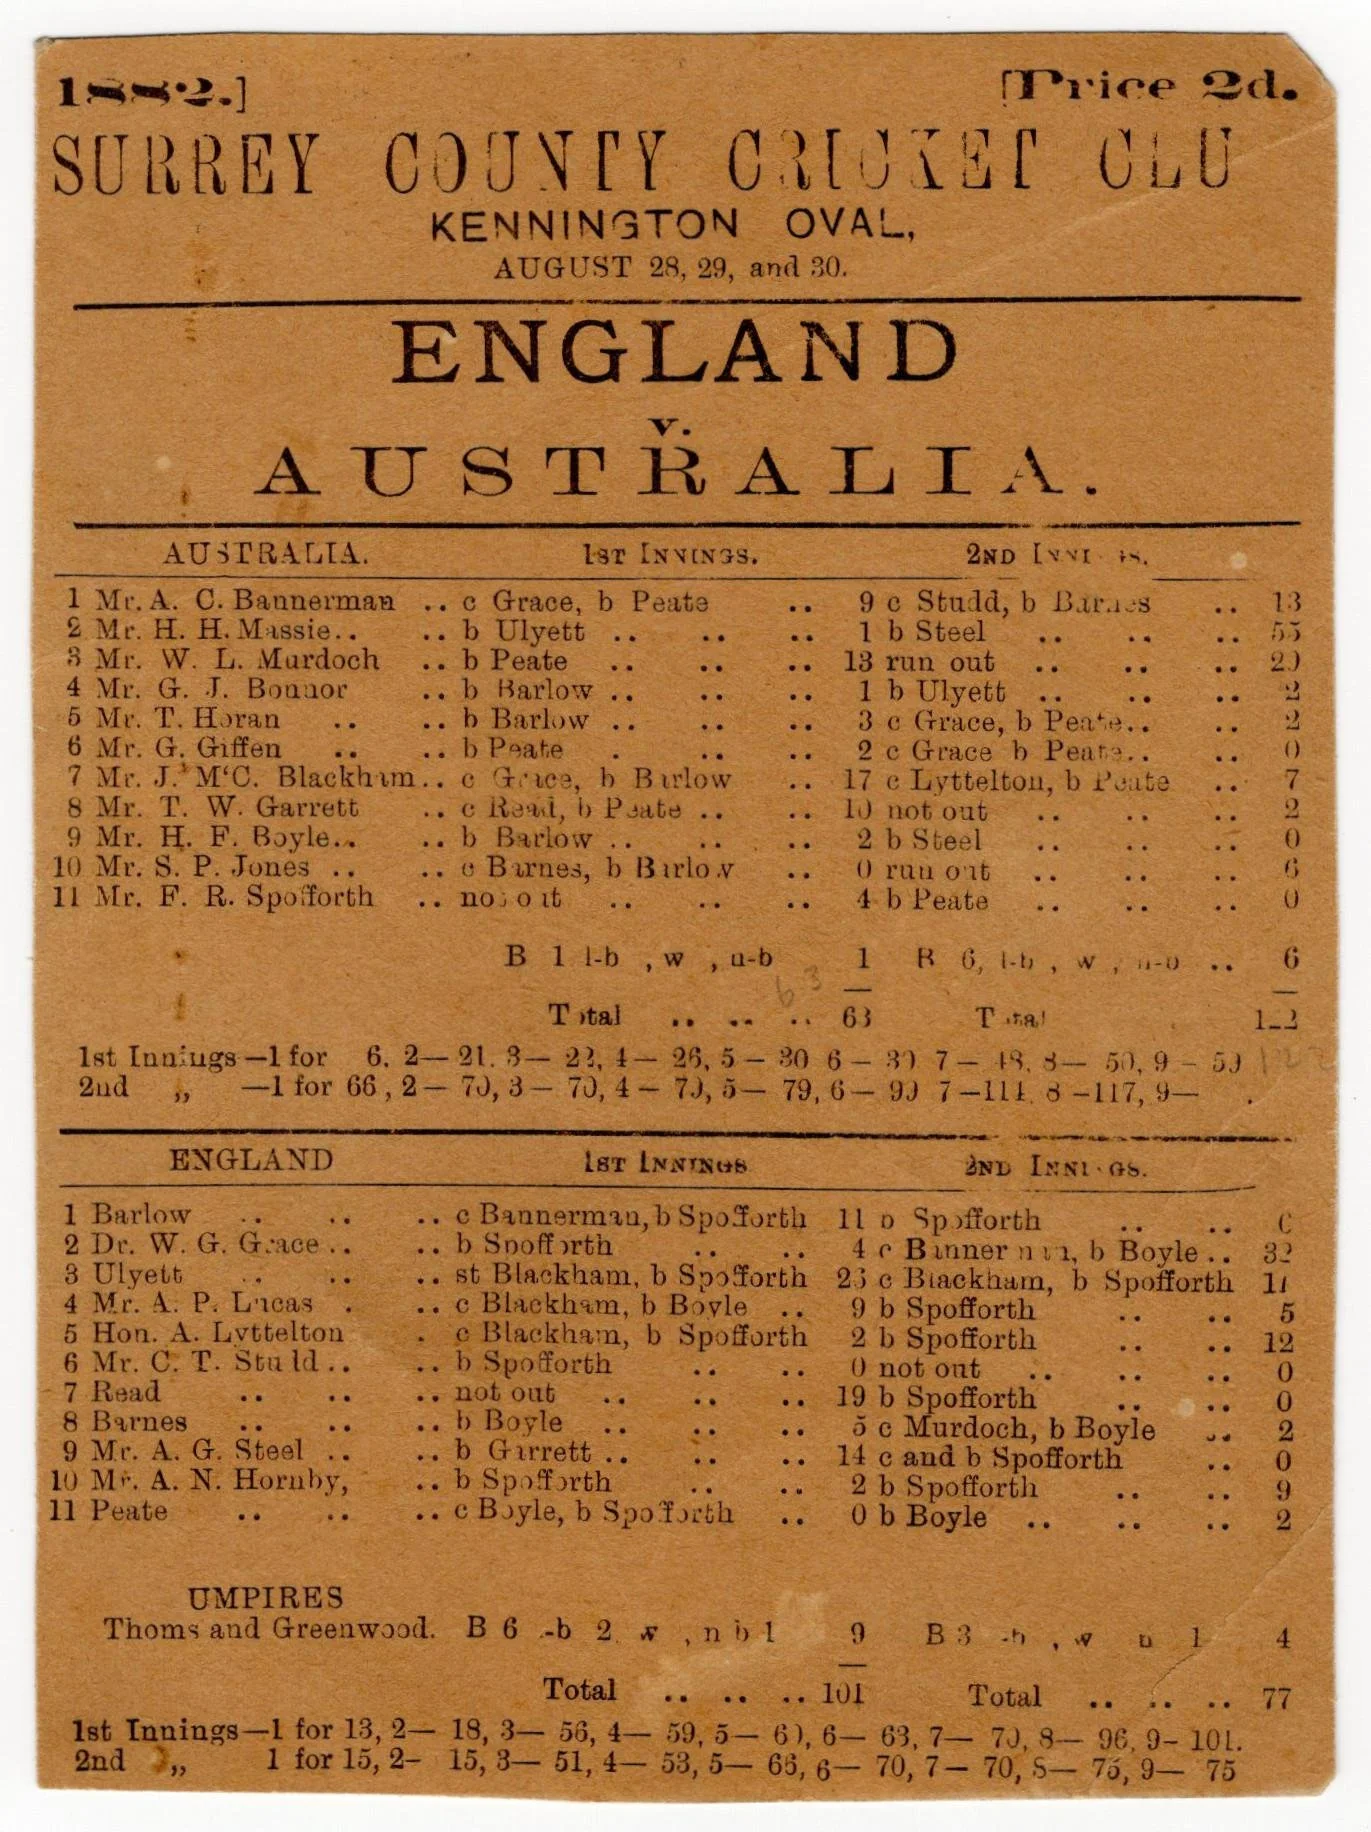 1882.] [Price 2d.
SURREY COUNTY CRICKET CLU
KENNINGTON OVAL,
AUGUST 28, 29, and 30.
ENGLAND
v.
AUSTRALIA.
AUSTRALIA. 1ST INNINGS. 2ND INNINGS.
1 Mr. A. C. Bannerman .. c Grace, b Peate .. 9 c Studd, b Barnes .. 13
2 Mr. H. H. Massie.. .. b Ulyett .. .. .. 1 b Steel .. .. .. 55
3 Mr. W. L. Murdoch .. b Peate .. .. .. 13 run out .. .. .. 29
4 Mr. G. J. Bonnor .. b Barlow .. .. .. 1 b Ulyett .. .. .. 2
5 Mr. T. Horan .. .. b Barlow .. .. .. 3 c Grace, b Peate.. .. 2
6 Mr. G. Giffen .. .. b Peate . .. .. 2 c Grace b Peate.. .. 0
7 Mr. J. M'C. Blackham.. c Grace, b Barlow .. 17 c Lyttelton, b Peate .. 7
8 Mr. T. W. Garrett .. c Read, b Peate .. .. 10 not out .. .. .. 2
9 Mr. H. F. Boyle.. .. b Barlow .. .. .. 2 b Steel .. .. .. 0
10 Mr. S. P. Jones .. .. c Barnes, b Barlow .. 0 run out .. .. .. 6
11 Mr. F. R. Spofforth .. not out .. .. .. 4 b Peate .. .. .. 0
B 1 l-b , w , n-b 1 B 6, l-b , w , n-b .. 6
63
Total .. .. .. 63 Total 122
1st Innings—1 for 6, 2— 21, 3— 22, 4— 26, 5— 30 6— 30 7— 48, 8— 50, 9— 59 122
2nd „ —1 for 66, 2— 70, 3— 70, 4— 70, 5— 79, 6— 99 7—114, 8—117, 9— .
ENGLAND 1ST INNINGS 2ND INNINGS.
1 Barlow .. .. .. c Bannerman, b Spofforth 11 b Spofforth .. .. 0
2 Dr. W. G. Grace.. .. b Spofforth .. .. 4 c Bannerman, b Boyle.. 32
3 Ulyett .. .. .. st Blackham, b Spofforth 26 c Blackham, b Spofforth 11
4 Mr. A. P. Lucas . .. c Blackham, b Boyle .. 9 b Spofforth .. .. 5
5 Hon. A. Lyttelton . c Blackham, b Spofforth 2 b Spofforth .. .. 12
6 Mr. C. T. Studd.. .. b Spofforth .. .. 0 not out .. .. .. 0
7 Read .. .. .. not out .. .. .. 19 b Spofforth .. .. 0
8 Barnes .. .. .. b Boyle .. .. .. 5 c Murdoch, b Boyle .. 2
9 Mr. A. G. Steel .. .. b Garrett .. .. .. 14 c and b Spofforth .. 0
10 Mr. A. N. Hornby, .. b Spofforth .. .. 2 b Spofforth .. .. 9
11 Peate .. .. .. c Boyle, b Spofforth .. 0 b Boyle .. .. .. 2
UMPIRES
Thoms and Greenwood. B 6 -b 2, w , n b 1 9 B 3 -b , w n 1 4
Total .. .. .. 101 Total .. .. .. 77
1st Innings—1 for 13, 2— 18, 3— 56, 4— 59, 5— 60, 6— 63, 7— 70, 8— 96, 9— 101.
2nd „ 1 for 15, 2— 15, 3— 51, 4— 53, 5— 66, 6— 70, 7— 70, 8— 75, 9— 75